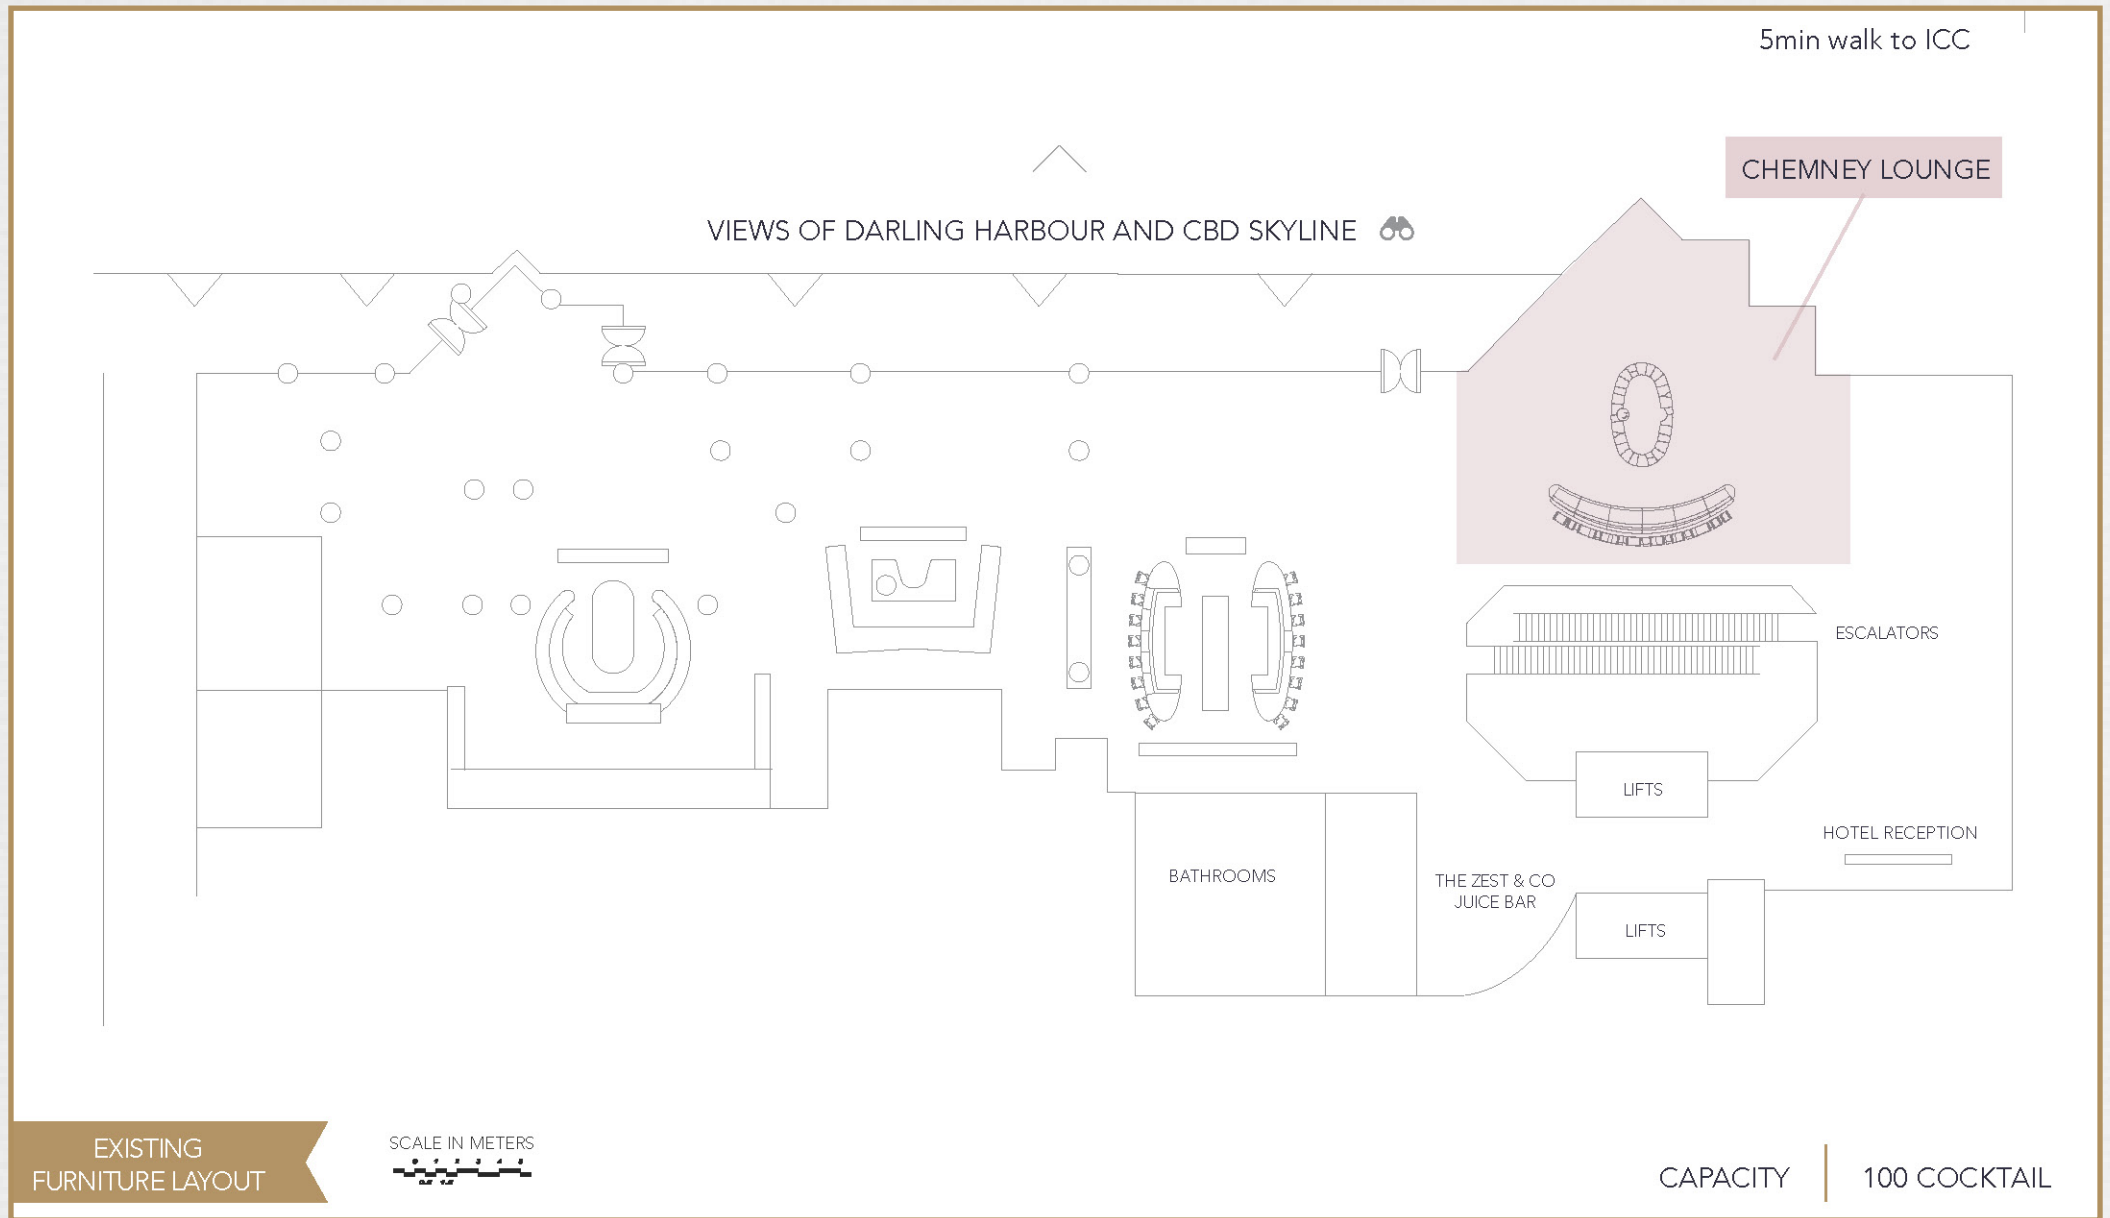 5min walk to ICC
CHEMNEY LOUNGE
VIEWS OF DARLING HARBOUR AND CBD SKYLINE
ESCALATORS
LIFTS
HOTEL RECEPTION
BATHROOMS
THE ZEST & CO
JUICE BAR
LIFTS
EXISTING
FURNITURE LAYOUT
SCALE IN METERS
CAPACITY
100 COCKTAIL